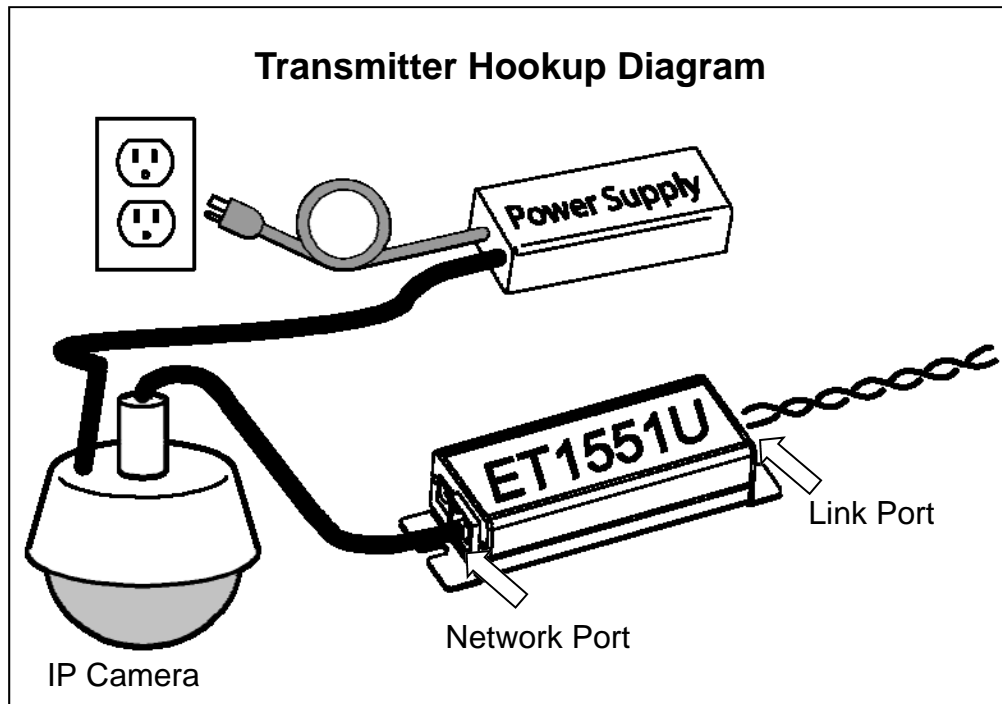 Transmitter Hookup Diagram
Power Supply
ET1551U
Link Port
Network Port
IP Camera